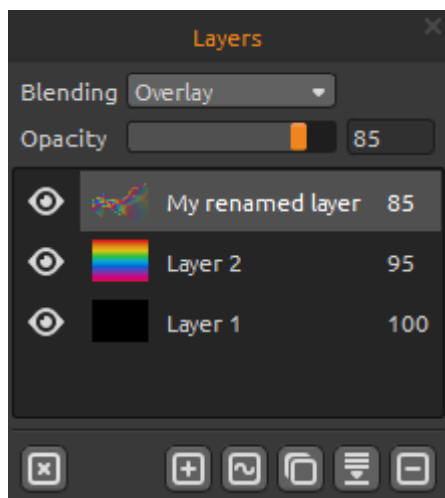 Layers
Blending Overlay
Opacity 85
My renamed layer 85
Layer 2 95
Layer 1 100